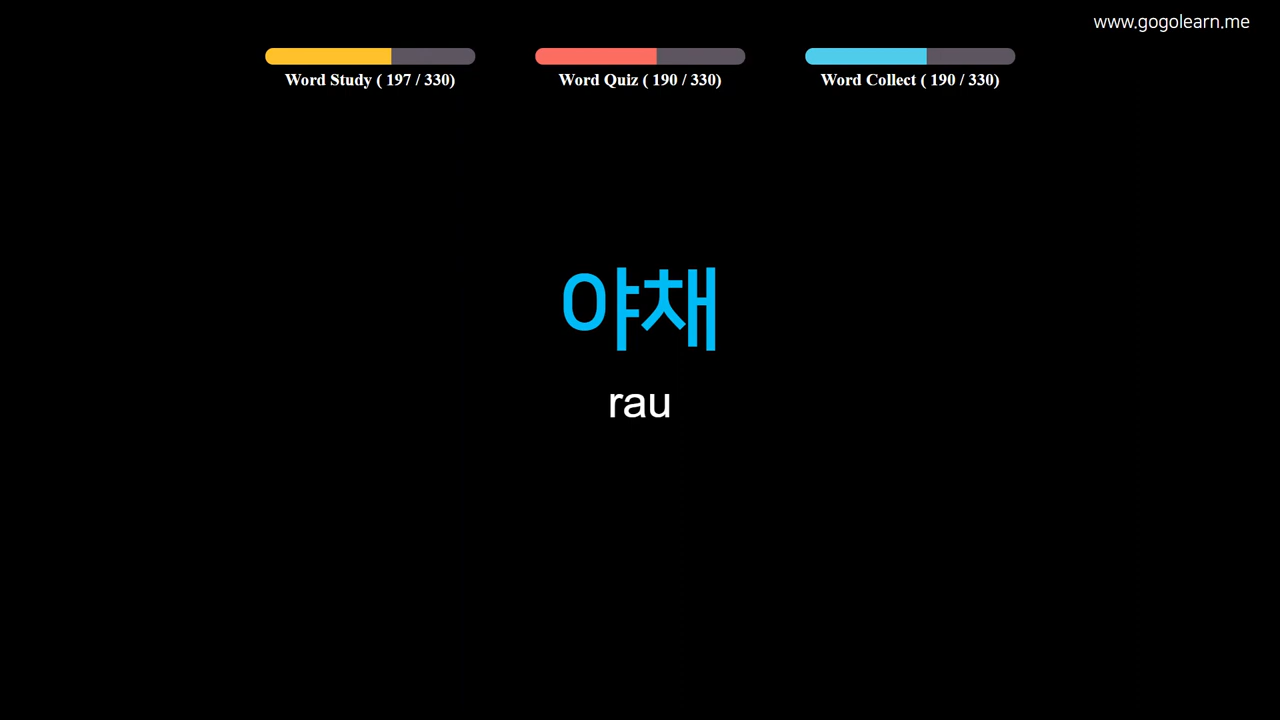 www.gogolearn.me
Word Study ( 197 / 330)
Word Quiz ( 190 / 330)
Word Collect ( 190 / 330)
야채
rau